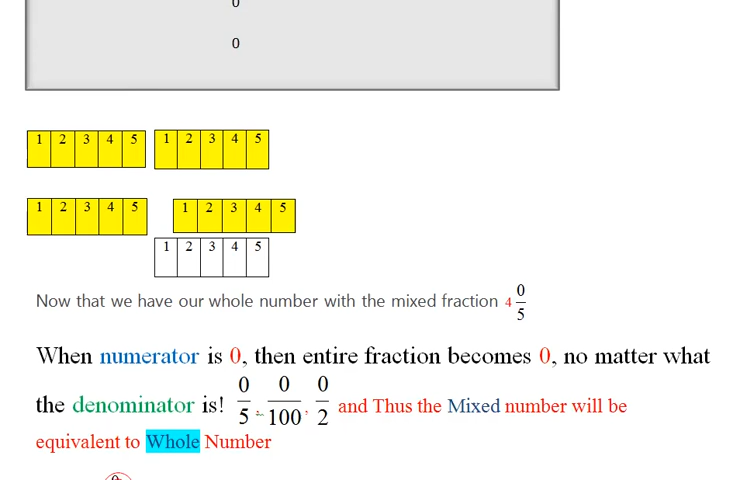 0
0
1 2 3 4 5 1 2 3 4 5
1 2 3 4 5 1 2 3 4 5
1 2 3 4 5
Now that we have our whole number with the mixed fraction 4 0/5
When numerator is 0, then entire fraction becomes 0, no matter what
the denominator is! 0/5, 0/100, 0/2 and Thus the Mixed number will be
equivalent to Whole Number